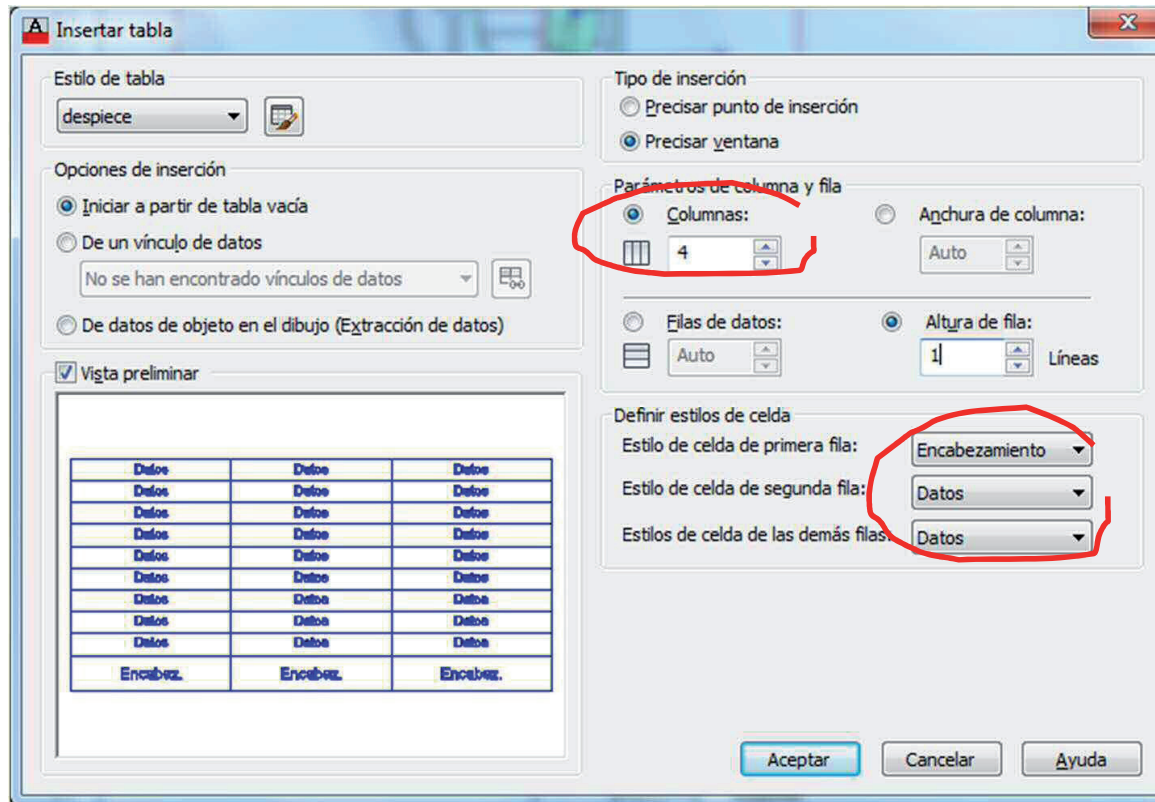 Insertar tabla
Estilo de tabla
despiece
Opciones de inserción
Iniciar a partir de tabla vacía
De un vínculo de datos
No se han encontrado vínculos de datos
De datos de objeto en el dibujo (Extracción de datos)
Vista preliminar
Datos Datos Datos
Datos Datos Datos
Datos Datos Datos
Datos Datos Datos
Datos Datos Datos
Datos Datos Datos
Datos Datos Datos
Datos Datos Datos
Datos Datos Datos
Encabez. Encabez. Encabez.
Tipo de inserción
Precisar punto de inserción
Precisar ventana
Parámetros de columna y fila
Columnas: Anchura de columna:
4 Auto
Filas de datos: Altura de fila:
Auto 1 Líneas
Definir estilos de celda
Estilo de celda de primera fila: Encabezamiento
Estilo de celda de segunda fila: Datos
Estilos de celda de las demás filas: Datos
Aceptar Cancelar Ayuda